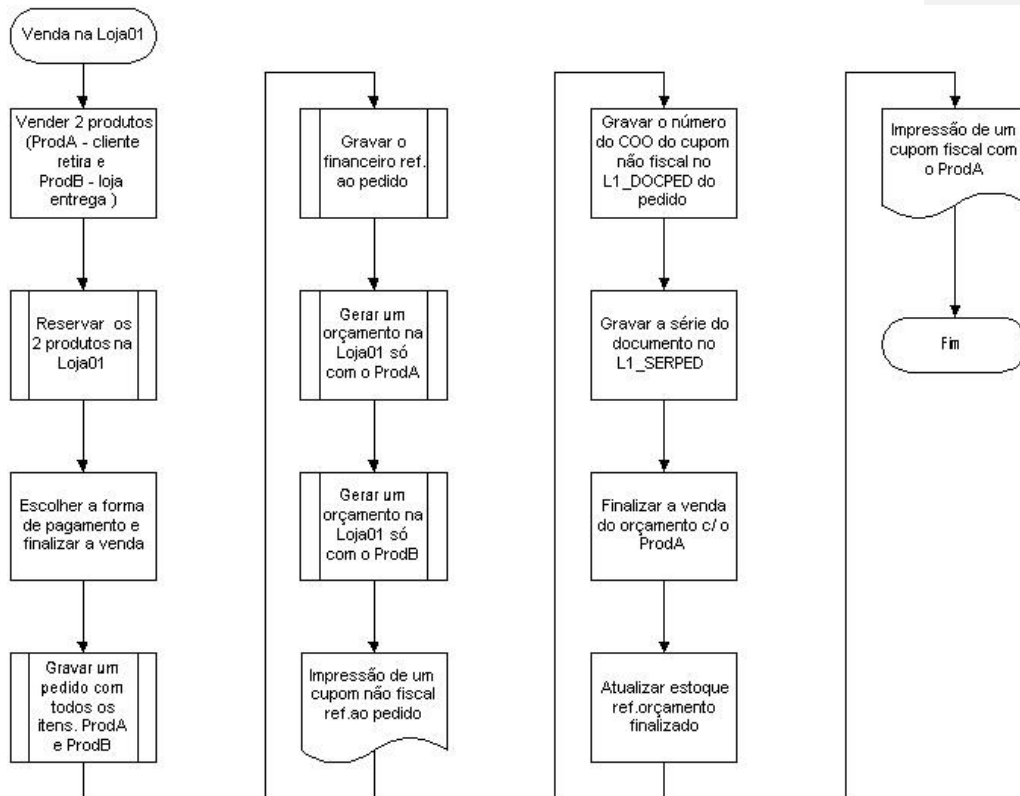 Venda na Loja01
Vender 2 produtos
(ProdA - cliente
retira e
ProdB - loja
entrega )
Reservar os
2 produtos na
Loja01
Escolher a forma
de pagamento e
finalizar a venda
Gravar um
pedido com
todos os
itens. ProdA
e ProdB
Gravar o
financeiro ref.
ao pedido
Gerar um
orçamento na
Loja01 só
com o ProdA
Gerar um
orçamento na
Loja01 só
com o ProdB
Impressão de um
cupom não fiscal
ref.ao pedido
Gravar o número
do COO do cupom
não fiscal no
L1_DOCPED do
pedido
Gravar a série do
documento no
L1_SERPED
Finalizar a venda
do orçamento c/ o
ProdA
Atualizar estoque
ref.orçamento
finalizado
Impressão de um
cupom fiscal com
o ProdA
Fim